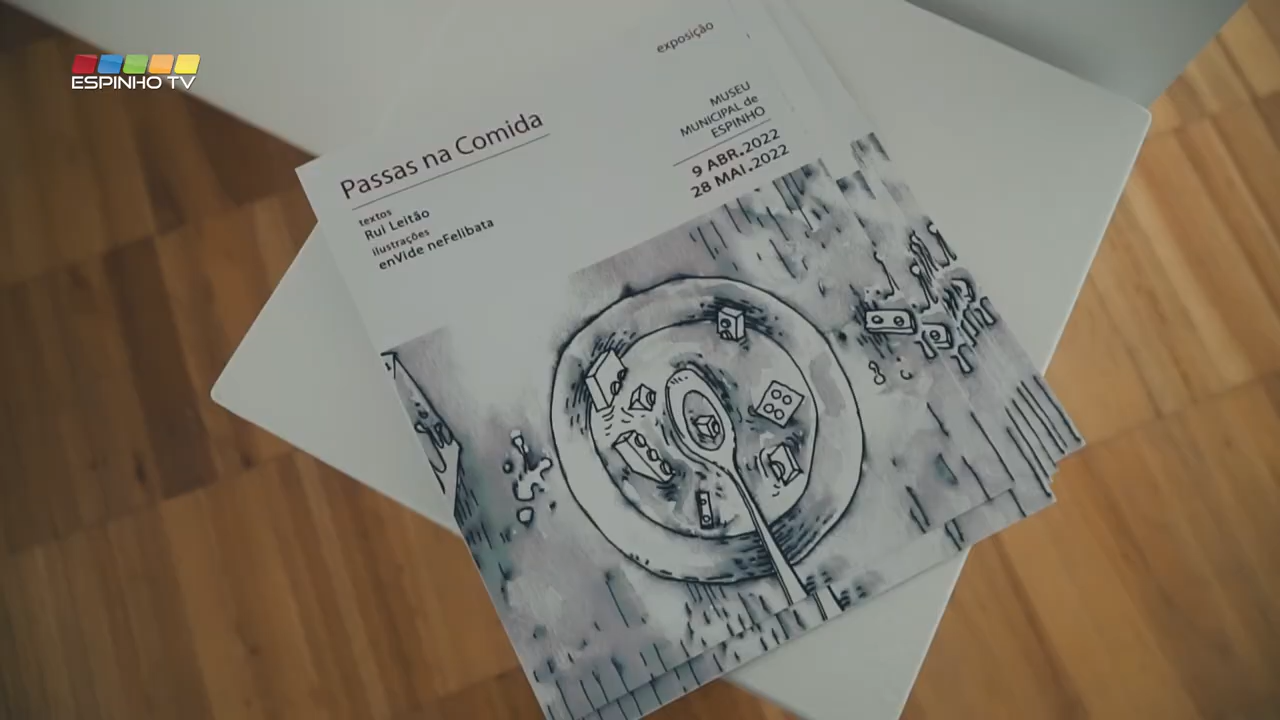 ESPINHO TV
exposição
MUSEU
MUNICIPAL de
ESPINHO
9 ABR.2022
28 MAI.2022
Passas na Comida
textos
Rui Leitão
ilustrações
enVide neFelibata